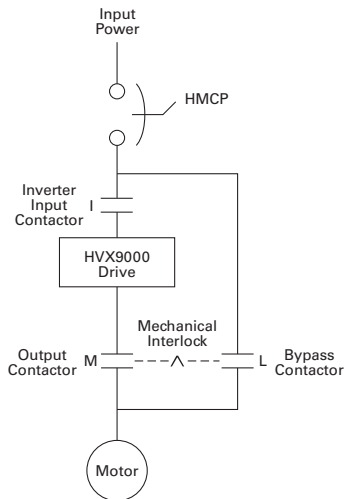 Input
Power
HMCP
Inverter
Input
Contactor
I
HVX9000
Drive
Mechanical
Interlock
Output
Contactor
M
L
Bypass
Contactor
Motor